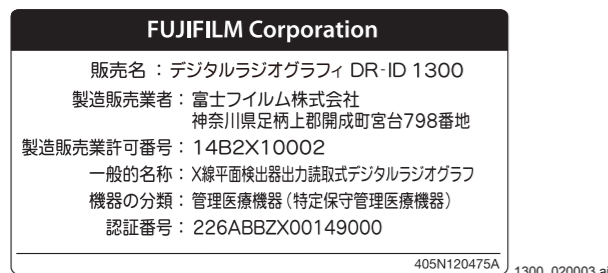 FUJIFILM Corporation
販売名 : デジタルラジオグラフィ DR-ID 1300
製造販売業者 : 富士フイルム株式会社
神奈川県足柄上郡開成町宮台798番地
製造販売業許可番号 : 14B2X10002
一般的名称 : X線平面検出器出力読取式デジタルラジオグラフ
機器の分類 : 管理医療機器(特定保守管理医療機器)
認証番号 : 226ABBZX00149000
405N120475A